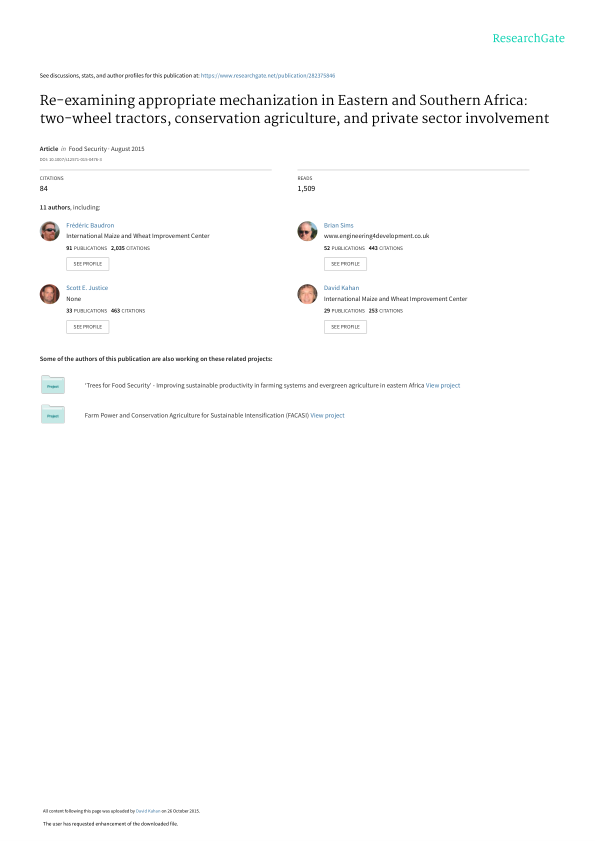 ResearchGate
See discussions, stats, and author profiles for this publication at: https://www.researchgate.net/publication/282375846
Re-examining appropriate mechanization in Eastern and Southern Africa:
two-wheel tractors, conservation agriculture, and private sector involvement
Article in Food Security · August 2015
DOI: 10.1007/s12571-015-0476-3
CITATIONS
84
READS
1,509
11 authors, including:
Frédéric Baudron
International Maize and Wheat Improvement Center
91 PUBLICATIONS 2,035 CITATIONS
SEE PROFILE
Brian Sims
www.engineering4development.co.uk
52 PUBLICATIONS 443 CITATIONS
SEE PROFILE
Scott E. Justice
None
33 PUBLICATIONS 463 CITATIONS
SEE PROFILE
David Kahan
International Maize and Wheat Improvement Center
29 PUBLICATIONS 253 CITATIONS
SEE PROFILE
Some of the authors of this publication are also working on these related projects:
Project
'Trees for Food Security' - Improving sustainable productivity in farming systems and evergreen agriculture in eastern Africa View project
Project
Farm Power and Conservation Agriculture for Sustainable Intensification (FACASI) View project
All content following this page was uploaded by David Kahan on 26 October 2015.
The user has requested enhancement of the downloaded file.